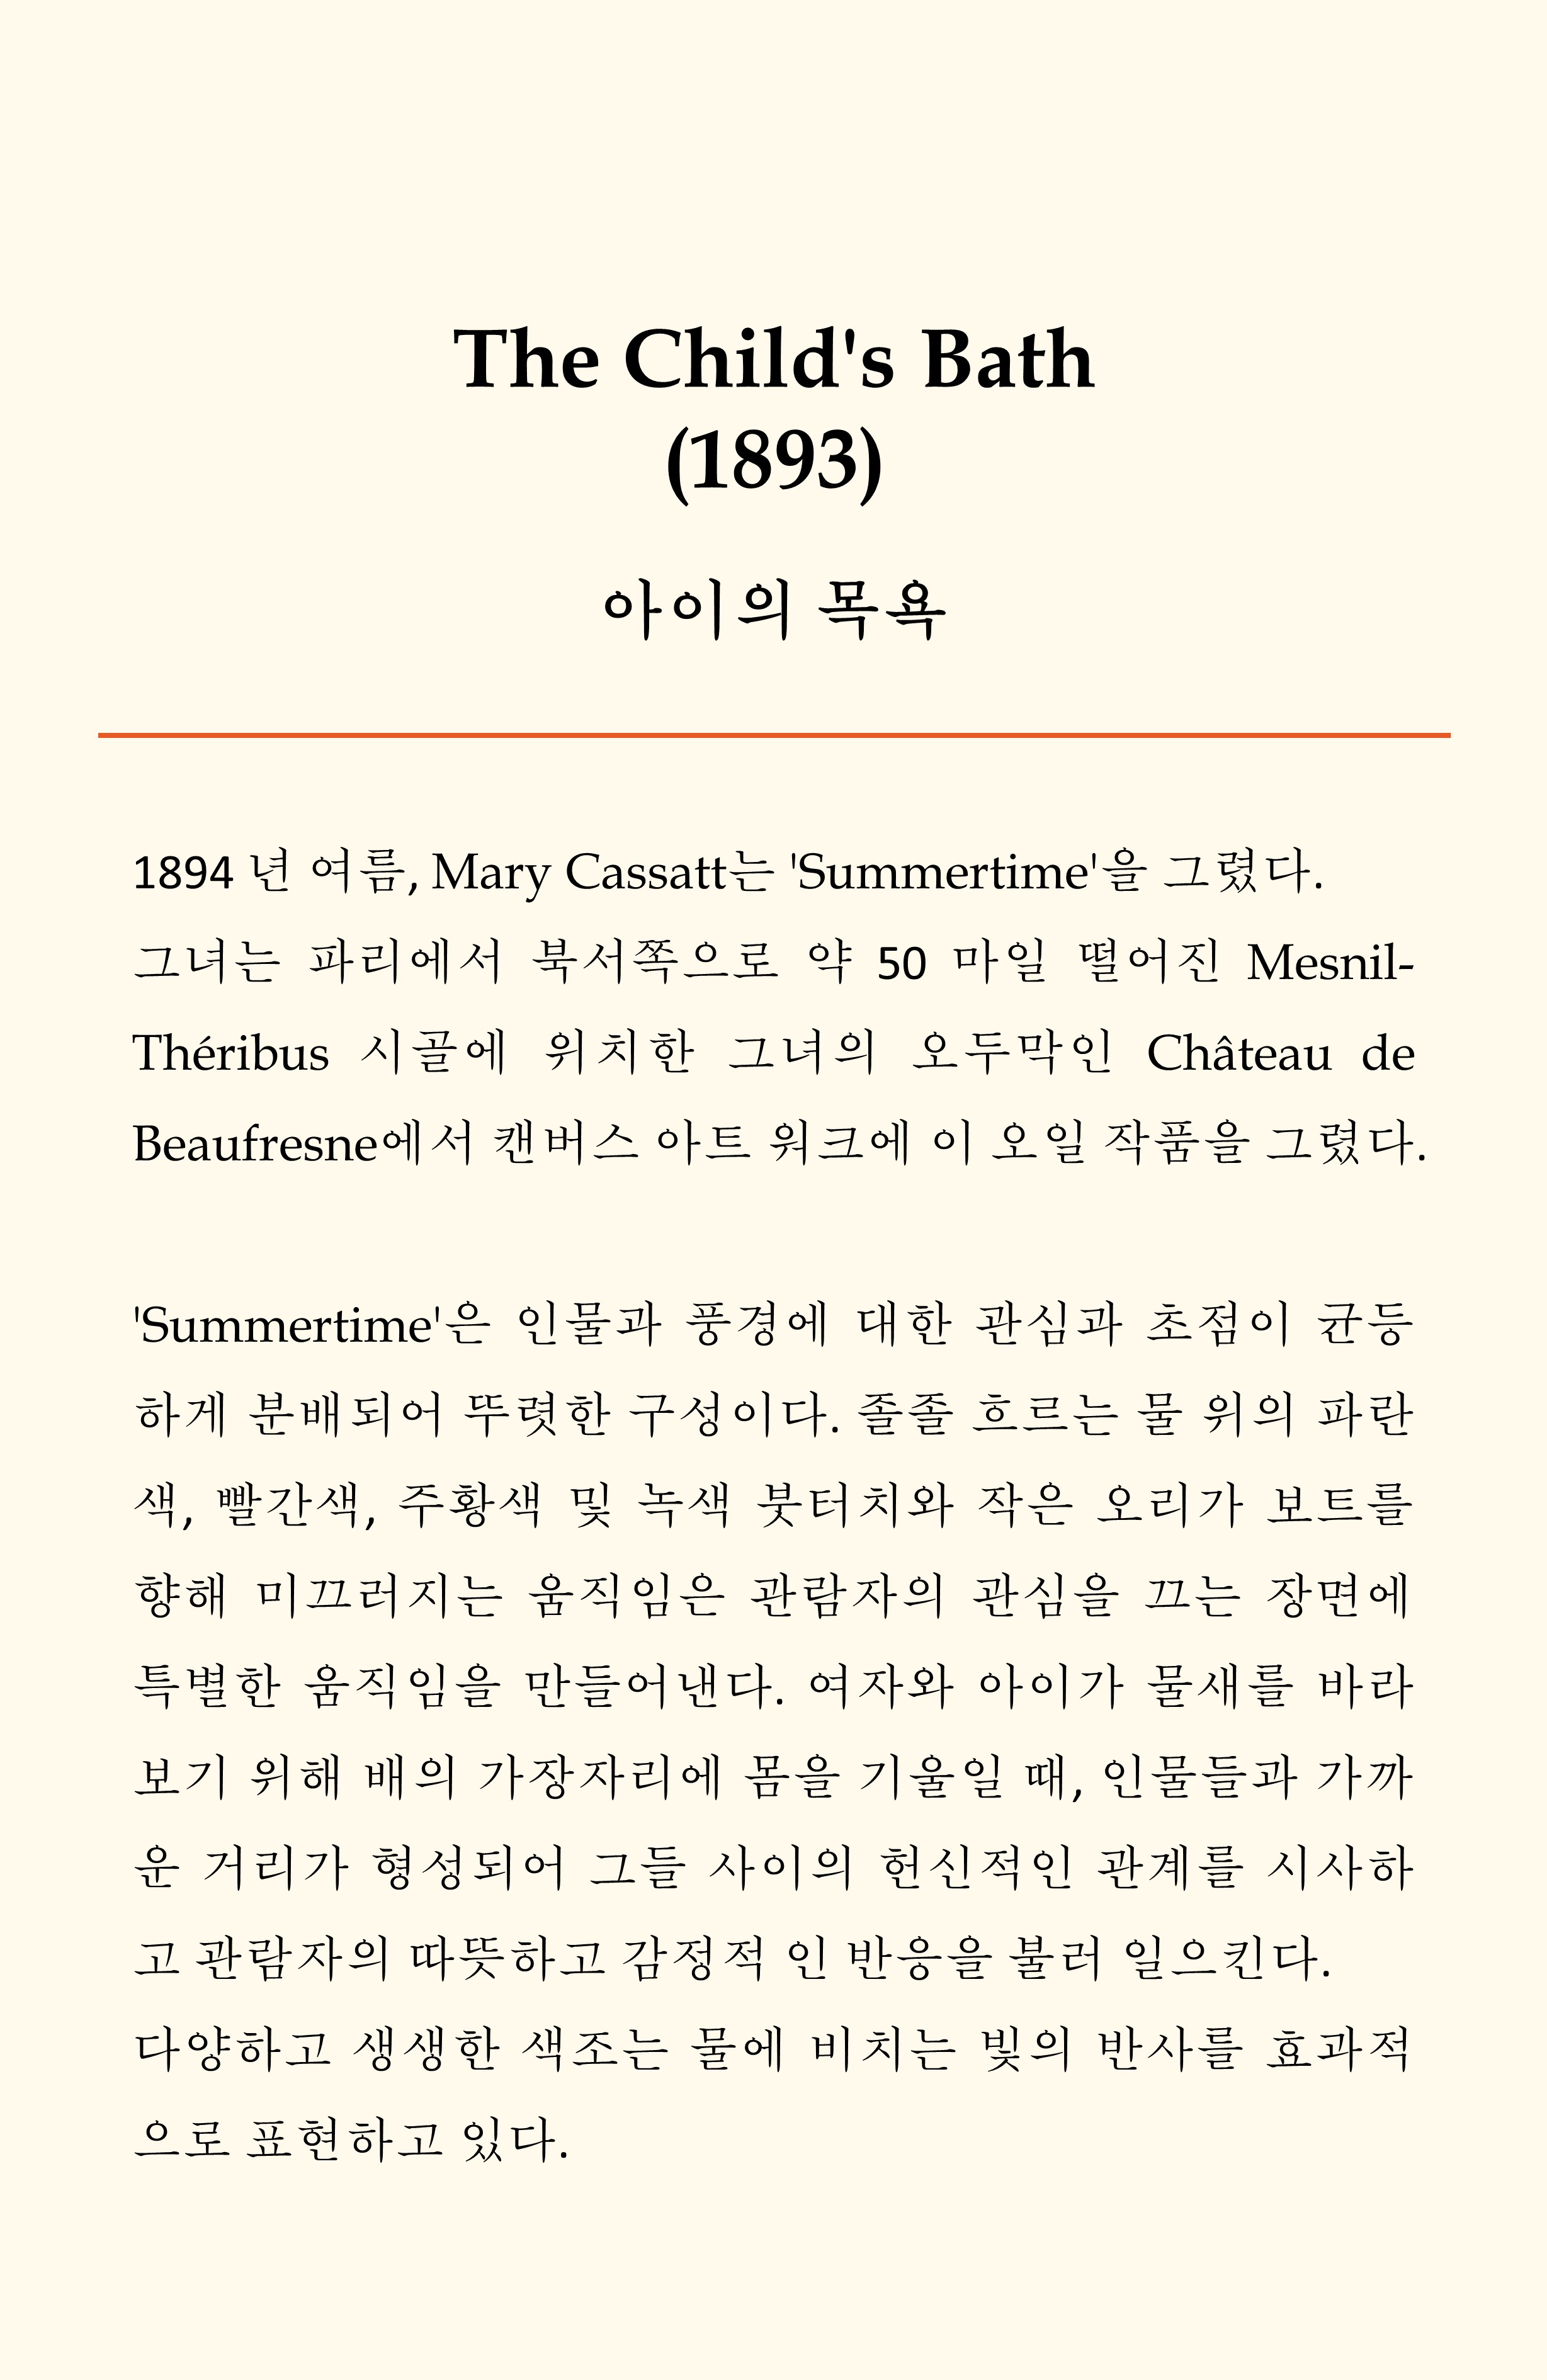 The Child's Bath
(1893)
아이의 목욕
1894 년 여름, Mary Cassatt는 'Summertime'을 그렸다.
그녀는 파리에서 북서쪽으로 약 50 마일 떨어진 Mesnil-
Théribus 시골에 위치한 그녀의 오두막인 Château de
Beaufresne에서 캔버스 아트 워크에 이 오일 작품을 그렸다.
'Summertime'은 인물과 풍경에 대한 관심과 초점이 균등
하게 분배되어 뚜렷한 구성이다. 졸졸 흐르는 물 위의 파란
색, 빨간색, 주황색 및 녹색 붓터치와 작은 오리가 보트를
향해 미끄러지는 움직임은 관람자의 관심을 끄는 장면에
특별한 움직임을 만들어낸다. 여자와 아이가 물새를 바라
보기 위해 배의 가장자리에 몸을 기울일 때, 인물들과 가까
운 거리가 형성되어 그들 사이의 헌신적인 관계를 시사하
고 관람자의 따뜻하고 감정적 인 반응을 불러 일으킨다.
다양하고 생생한 색조는 물에 비치는 빛의 반사를 효과적
으로 표현하고 있다.